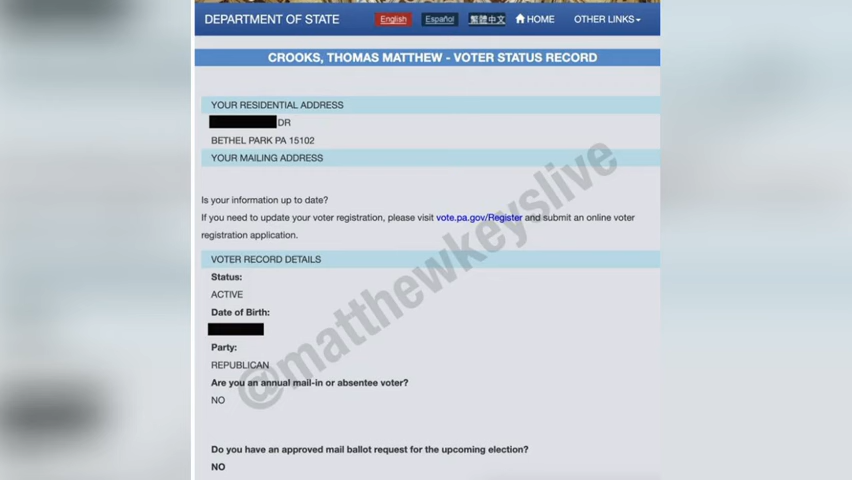 DEPARTMENT OF STATE English Español 繁體中文 HOME OTHER LINKS
CROOKS, THOMAS MATTHEW - VOTER STATUS RECORD
YOUR RESIDENTIAL ADDRESS
DR
BETHEL PARK PA 15102
YOUR MAILING ADDRESS
Is your information up to date?
If you need to update your voter registration, please visit vote.pa.gov/Register and submit an online voter
registration application.
VOTER RECORD DETAILS
Status:
ACTIVE
Date of Birth:
Party:
REPUBLICAN
Are you an annual mail-in or absentee voter?
NO
Do you have an approved mail ballot request for the upcoming election?
NO
@matthewkeyslive